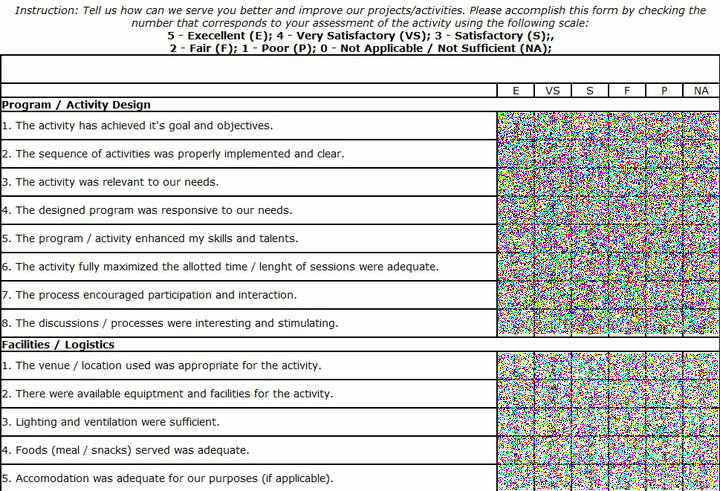 Instruction: Tell us how can we serve you better and improve our projects/activities. Please accomplish this form by checking the
number that corresponds to your assessment of the activity using the following scale:
5 - Execellent (E); 4 - Very Satisfactory (VS); 3 - Satisfactory (S);,
2 - Fair (F); 1 - Poor (P); 0 - Not Applicable / Not Sufficient (NA);
E VS S F P NA
Program / Activity Design
1. The activity has achieved it's goal and objectives.
2. The sequence of activities was properly implemented and clear.
3. The activity was relevant to our needs.
4. The designed program was responsive to our needs.
5. The program / activity enhanced my skills and talents.
6. The activity fully maximized the allotted time / lenght of sessions were adequate.
7. The process encouraged participation and interaction.
8. The discussions / processes were interesting and stimulating.
Facilities / Logistics
1. The venue / location used was appropriate for the activity.
2. There were available equiptment and facilities for the activity.
3. Lighting and ventilation were sufficient.
4. Foods (meal / snacks) served was adequate.
5. Accomodation was adequate for our purposes (if applicable).